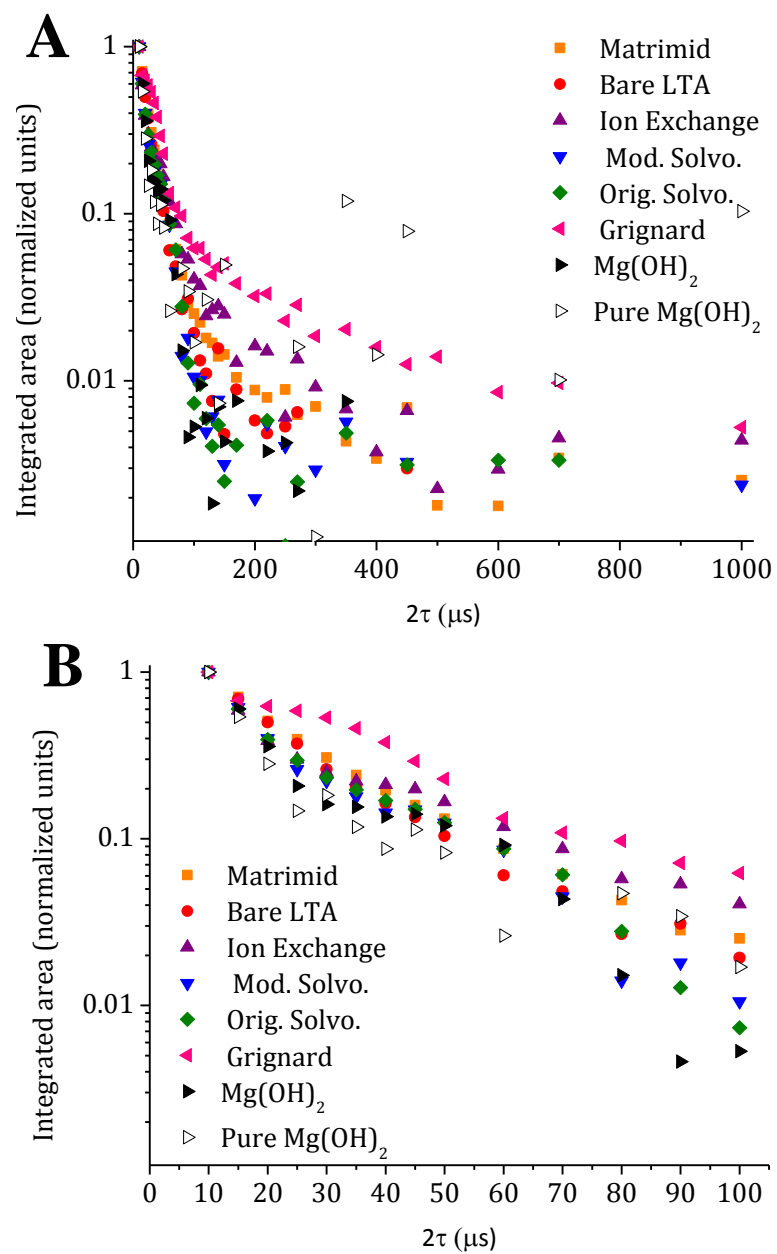 A
Integrated area (normalized units)
1
0.1
0.01
Matrimid
Bare LTA
Ion Exchange
Mod. Solvo.
Orig. Solvo.
Grignard
Mg(OH)2
Pure Mg(OH)2
0 200 400 600 800 1000
2τ (μs)
B
Integrated area (normalized units)
1
0.1
0.01
Matrimid
Bare LTA
Ion Exchange
Mod. Solvo.
Orig. Solvo.
Grignard
Mg(OH)2
Pure Mg(OH)2
0 10 20 30 40 50 60 70 80 90 100
2τ (μs)